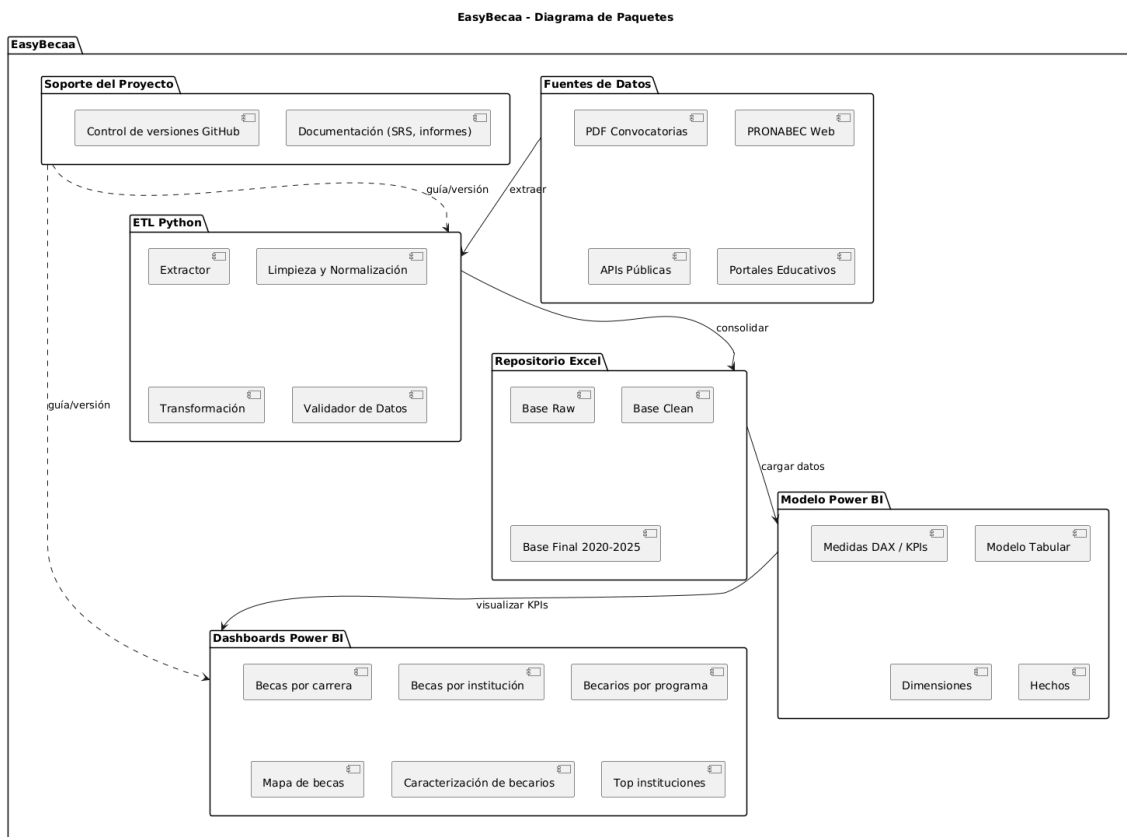 EasyBecaa - Diagrama de Paquetes
EasyBecaa
Soporte del Proyecto
Control de versiones GitHub
Documentación (SRS, informes)
Fuentes de Datos
PDF Convocatorias
PRONABEC Web
APIs Públicas
Portales Educativos
guía/versión
extraer
ETL Python
Extractor
Limpieza y Normalización
Transformación
Validador de Datos
consolidar
Repositorio Excel
Base Raw
Base Clean
Base Final 2020-2025
guía/versión
cargar datos
Modelo Power BI
Medidas DAX / KPIs
Modelo Tabular
Dimensiones
Hechos
visualizar KPIs
Dashboards Power BI
Becas por carrera
Becas por institución
Becarios por programa
Mapa de becas
Caracterización de becarios
Top instituciones